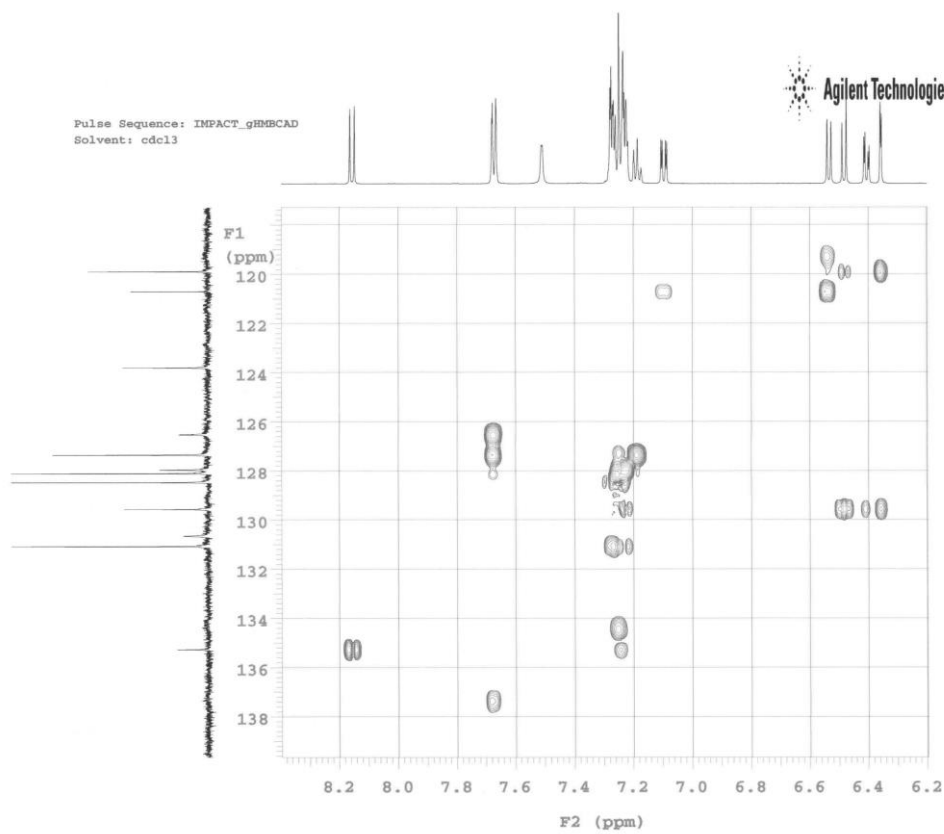 Agilent Technologie
Pulse Sequence: IMPACT_gHMBCAD
Solvent: cdcl3
F1
(ppm)
120
122
124
126
128
130
132
134
136
138
8.2 8.0 7.8 7.6 7.4 7.2 7.0 6.8 6.6 6.4 6.2
F2 (ppm)